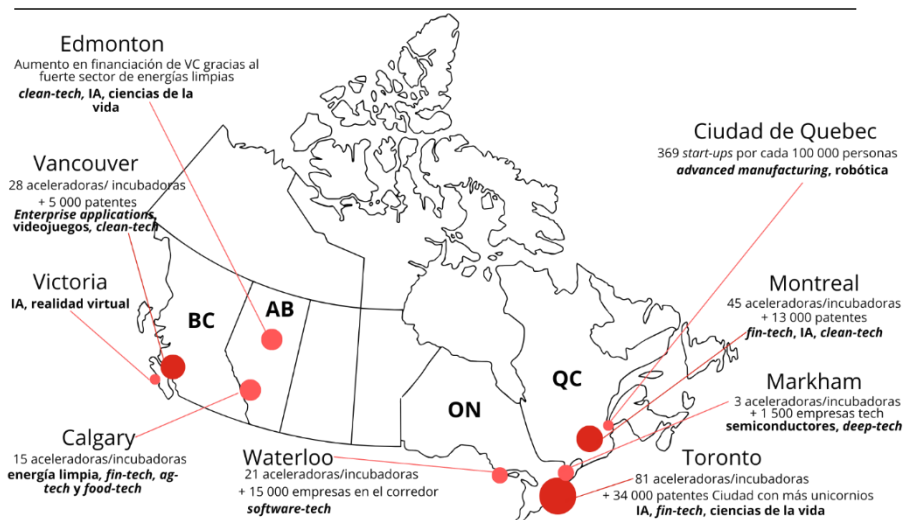 Edmonton
Aumento en financiación de VC gracias al
fuerte sector de energías limpias
clean-tech, IA, ciencias de la
vida
Vancouver
28 aceleradoras/ incubadoras
+ 5 000 patentes
Enterprise applications,
videojuegos, clean-tech
Victoria
IA, realidad virtual
BC
AB
ON
QC
Calgary
15 aceleradoras/incubadoras
energía limpia, fin-tech, ag-
tech y food-tech
Waterloo
21 aceleradoras/incubadoras
+ 15 000 empresas en el corredor
software-tech
Ciudad de Quebec
369 start-ups por cada 100 000 personas
advanced manufacturing, robótica
Montreal
45 aceleradoras/incubadoras
+ 13 000 patentes
fin-tech, IA, clean-tech
Markham
3 aceleradoras/incubadoras
+ 1 500 empresas tech
semiconductores, deep-tech
Toronto
81 aceleradoras/incubadoras
+ 34 000 patentes Ciudad con más unicornios
IA, fin-tech, ciencias de la vida